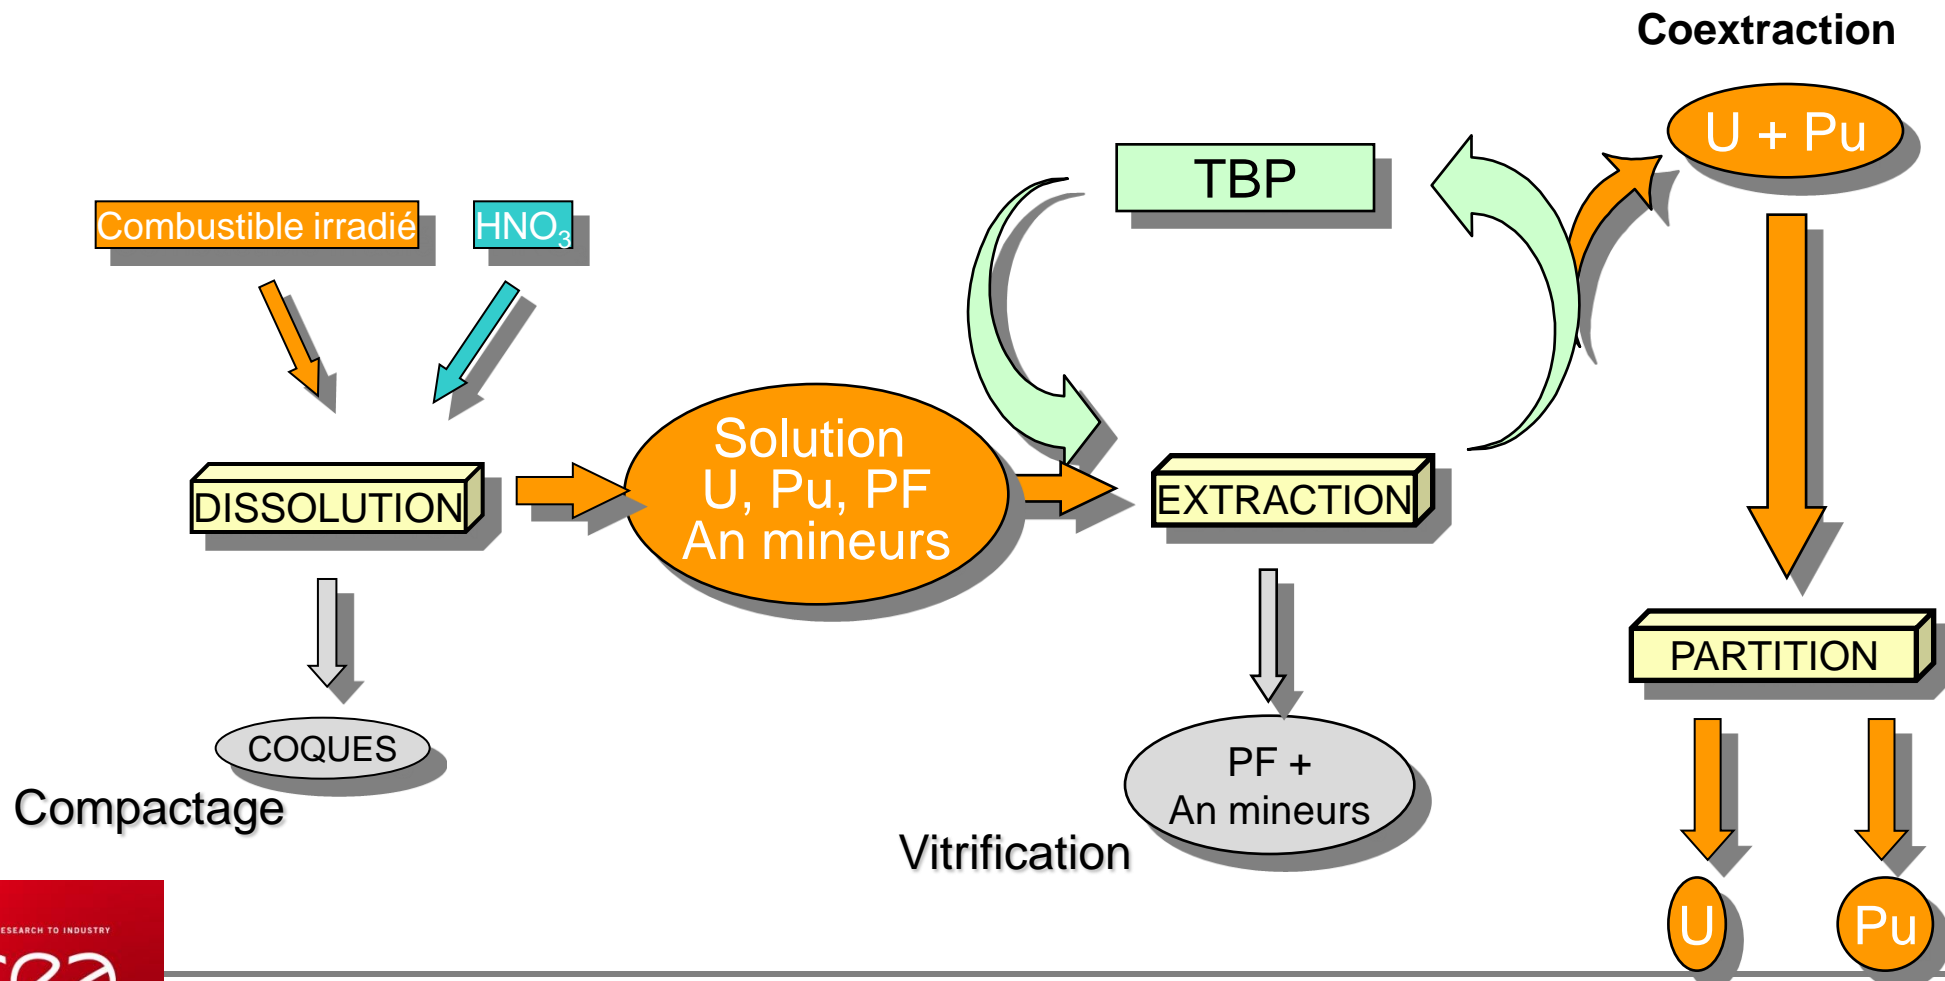 Coextraction
U + Pu
TBP
Combustible irradié
HNO₃
Solution
U, Pu, PF
An mineurs
DISSOLUTION
EXTRACTION
PARTITION
COQUES
Compactage
PF +
An mineurs
Vitrification
U
Pu
ESEARCH TO INDUSTRY
cea